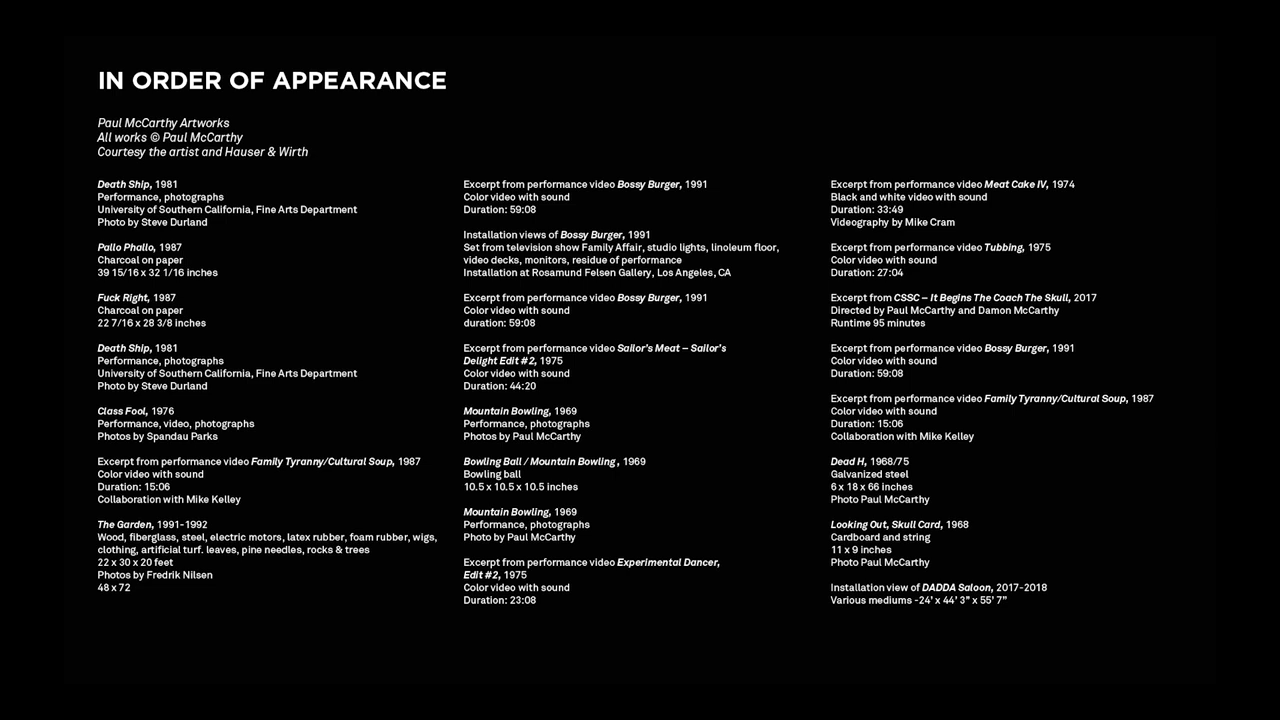 IN ORDER OF APPEARANCE
Paul McCarthy Artworks
All works © Paul McCarthy
Courtesy the artist and Hauser & Wirth
Death Ship, 1981
Performance, photographs
University of Southern California, Fine Arts Department
Photo by Steve Durland
Pallo Phallo, 1987
Charcoal on paper
39 15/16 x 32 1/16 inches
Fuck Right, 1987
Charcoal on paper
22 7/16 x 28 3/8 inches
Death Ship, 1981
Performance, photographs
University of Southern California, Fine Arts Department
Photo by Steve Durland
Class Fool, 1976
Performance, video, photographs
Photos by Spandau Parks
Excerpt from performance video Family Tyranny/Cultural Soup, 1987
Color video with sound
Duration: 15:06
Collaboration with Mike Kelley
The Garden, 1991-1992
Wood, fiberglass, steel, electric motors, latex rubber, foam rubber, wigs,
clothing, artificial turf. leaves, pine needles, rocks & trees
22 x 30 x 20 feet
Photos by Fredrik Nilsen
48 x 72
Excerpt from performance video Bossy Burger, 1991
Color video with sound
Duration: 59:08
Installation views of Bossy Burger, 1991
Set from television show Family Affair, studio lights, linoleum floor,
video decks, monitors, residue of performance
Installation at Rosamund Felsen Gallery, Los Angeles, CA
Excerpt from performance video Bossy Burger, 1991
Color video with sound
duration: 59:08
Excerpt from performance video Sailor's Meat – Sailor's
Delight Edit #2, 1975
Color video with sound
Duration: 44:20
Mountain Bowling, 1969
Performance, photographs
Photos by Paul McCarthy
Bowling Ball / Mountain Bowling , 1969
Bowling ball
10.5 x 10.5 x 10.5 inches
Mountain Bowling, 1969
Performance, photographs
Photo by Paul McCarthy
Excerpt from performance video Experimental Dancer,
Edit #2, 1975
Color video with sound
Duration: 23:08
Excerpt from performance video Meat Cake IV, 1974
Black and white video with sound
Duration: 33:49
Videography by Mike Cram
Excerpt from performance video Tubbing, 1975
Color video with sound
Duration: 27:04
Excerpt from CSSC – It Begins The Coach The Skull, 2017
Directed by Paul McCarthy and Damon McCarthy
Runtime 95 minutes
Excerpt from performance video Bossy Burger, 1991
Color video with sound
Duration: 59:08
Excerpt from performance video Family Tyranny/Cultural Soup, 1987
Color video with sound
Duration: 15:06
Collaboration with Mike Kelley
Dead H, 1968/75
Galvanized steel
6 x 18 x 66 inches
Photo Paul McCarthy
Looking Out, Skull Card, 1968
Cardboard and string
11 x 9 inches
Photo Paul McCarthy
Installation view of DADDA Saloon, 2017-2018
Various mediums -24' x 44' 3" x 55' 7"